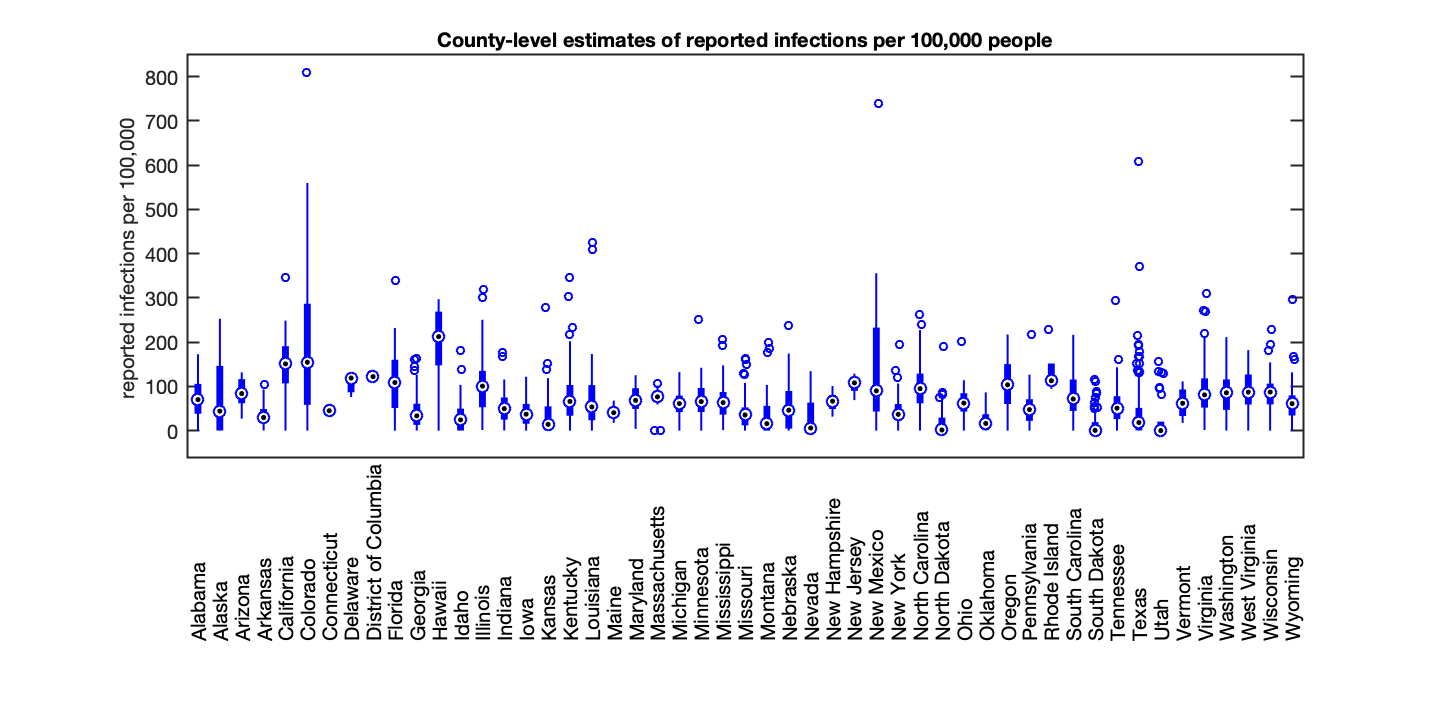 County-level estimates of reported infections per 100,000 people
reported infections per 100,000
800
700
600
500
400
300
200
100
0
Alabama
Alaska
Arizona
Arkansas
California
Colorado
Connecticut
Delaware
District of Columbia
Florida
Georgia
Hawaii
Idaho
Illinois
Indiana
Iowa
Kansas
Kentucky
Louisiana
Maine
Maryland
Massachusetts
Michigan
Minnesota
Mississippi
Missouri
Montana
Nebraska
Nevada
New Hampshire
New Jersey
New Mexico
New York
North Carolina
North Dakota
Ohio
Oklahoma
Oregon
Pennsylvania
Rhode Island
South Carolina
South Dakota
Tennessee
Texas
Utah
Vermont
Virginia
Washington
West Virginia
Wisconsin
Wyoming